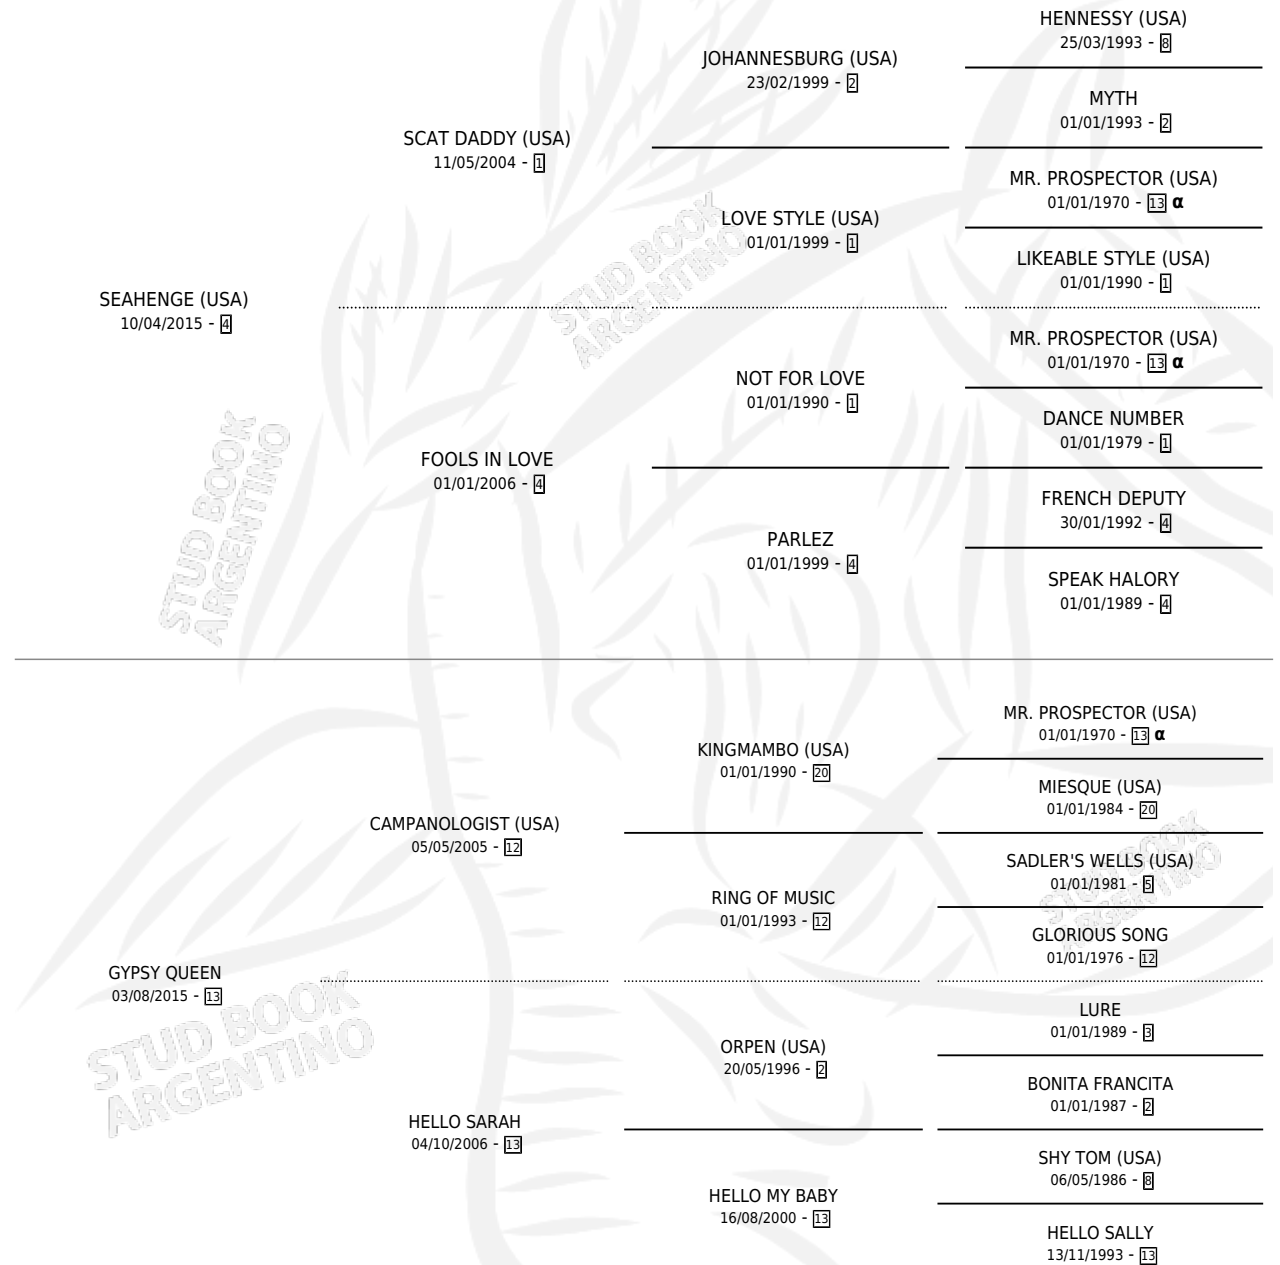 HENNESSY (USA)
25/03/1993 - 8
JOHANNESBURG (USA)
23/02/1999 - 2
MYTH
01/01/1993 - 2
SCAT DADDY (USA)
11/05/2004 - 1
MR. PROSPECTOR (USA)
01/01/1970 - 13 α
LOVE STYLE (USA)
01/01/1999 - 1
LIKEABLE STYLE (USA)
01/01/1990 - 1
SEAHENGE (USA)
10/04/2015 - 4
MR. PROSPECTOR (USA)
01/01/1970 - 13 α
NOT FOR LOVE
01/01/1990 - 1
DANCE NUMBER
01/01/1979 - 1
FOOLS IN LOVE
01/01/2006 - 4
FRENCH DEPUTY
30/01/1992 - 4
PARLEZ
01/01/1999 - 4
SPEAK HALORY
01/01/1989 - 4
MR. PROSPECTOR (USA)
01/01/1970 - 13 α
KINGMAMBO (USA)
01/01/1990 - 20
MIESQUE (USA)
01/01/1984 - 20
CAMPANOLOGIST (USA)
05/05/2005 - 12
SADLER'S WELLS (USA)
01/01/1981 - 5
RING OF MUSIC
01/01/1993 - 12
GLORIOUS SONG
01/01/1976 - 12
GYPSY QUEEN
03/08/2015 - 13
LURE
01/01/1989 - 3
ORPEN (USA)
20/05/1996 - 2
BONITA FRANCITA
01/01/1987 - 2
HELLO SARAH
04/10/2006 - 13
SHY TOM (USA)
06/05/1986 - 8
HELLO MY BABY
16/08/2000 - 13
HELLO SALLY
13/11/1993 - 13
STUD BOOK
ARGENTINO
STUD BOOK
ARGENTINO
STUD BOOK
ARGENTINO
STUD BOOK
ARGENTINO